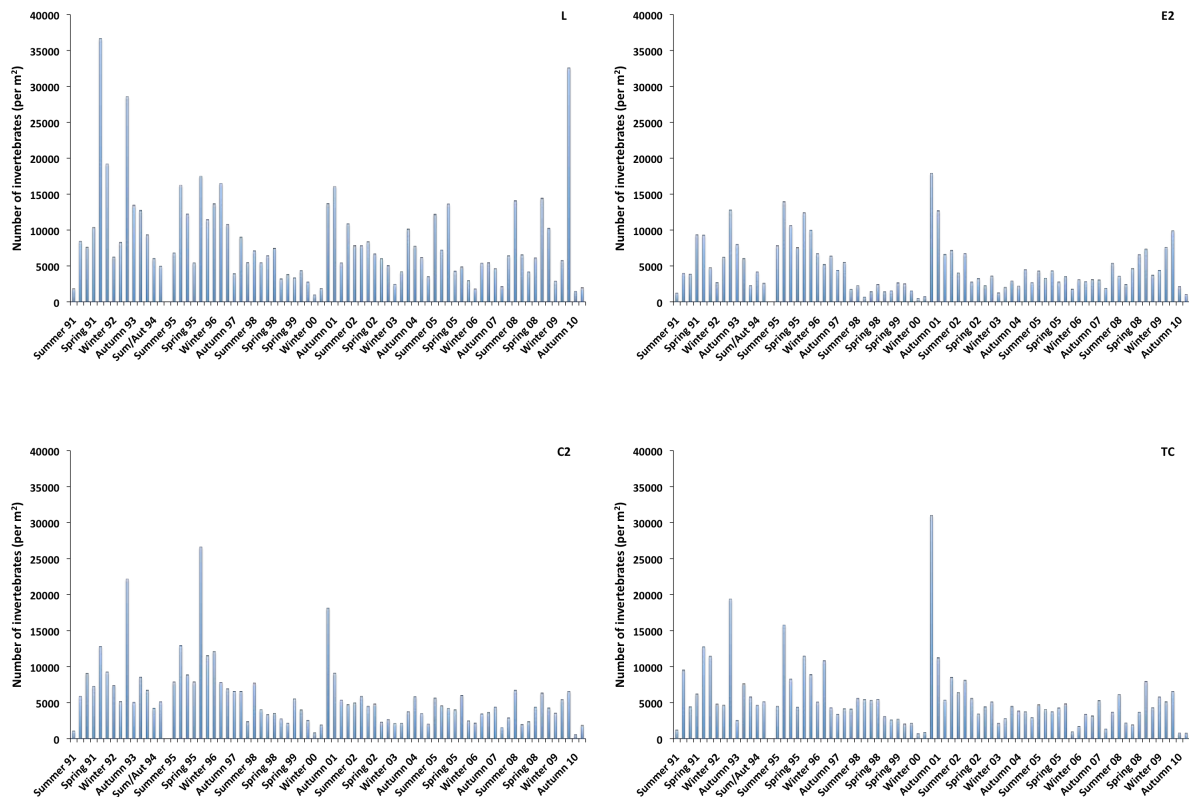 L
Number of invertebrates (per m²)
40000
35000
30000
25000
20000
15000
10000
5000
0
Summer 91
Spring 91
Winter 92
Autumn 93
Sum/Aut 94
Summer 95
Spring 95
Winter 96
Autumn 97
Summer 98
Spring 98
Spring 99
Winter 00
Autumn 01
Summer 02
Spring 02
Winter 03
Autumn 04
Summer 05
Spring 05
Winter 06
Autumn 07
Summer 08
Spring 08
Winter 09
Autumn 10
E2
Number of invertebrates (per m²)
40000
35000
30000
25000
20000
15000
10000
5000
0
Summer 91
Spring 91
Winter 92
Autumn 93
Sum/Aut 94
Summer 95
Spring 95
Winter 96
Autumn 97
Summer 98
Spring 98
Spring 99
Winter 00
Autumn 01
Summer 02
Spring 02
Winter 03
Autumn 04
Summer 05
Spring 05
Winter 06
Autumn 07
Summer 08
Spring 08
Winter 09
Autumn 10
C2
Number of invertebrates (per m²)
40000
35000
30000
25000
20000
15000
10000
5000
0
Summer 91
Spring 91
Winter 92
Autumn 93
Sum/Aut 94
Summer 95
Spring 95
Winter 96
Autumn 97
Summer 98
Spring 98
Spring 99
Winter 00
Autumn 01
Summer 02
Spring 02
Winter 03
Autumn 04
Summer 05
Spring 05
Winter 06
Autumn 07
Summer 08
Spring 08
Winter 09
Autumn 10
TC
Number of invertebrates (per m²)
40000
35000
30000
25000
20000
15000
10000
5000
0
Summer 91
Spring 91
Winter 92
Autumn 93
Sum/Aut 94
Summer 95
Spring 95
Winter 96
Autumn 97
Summer 98
Spring 98
Spring 99
Winter 00
Autumn 01
Summer 02
Spring 02
Winter 03
Autumn 04
Summer 05
Spring 05
Winter 06
Autumn 07
Summer 08
Spring 08
Winter 09
Autumn 10